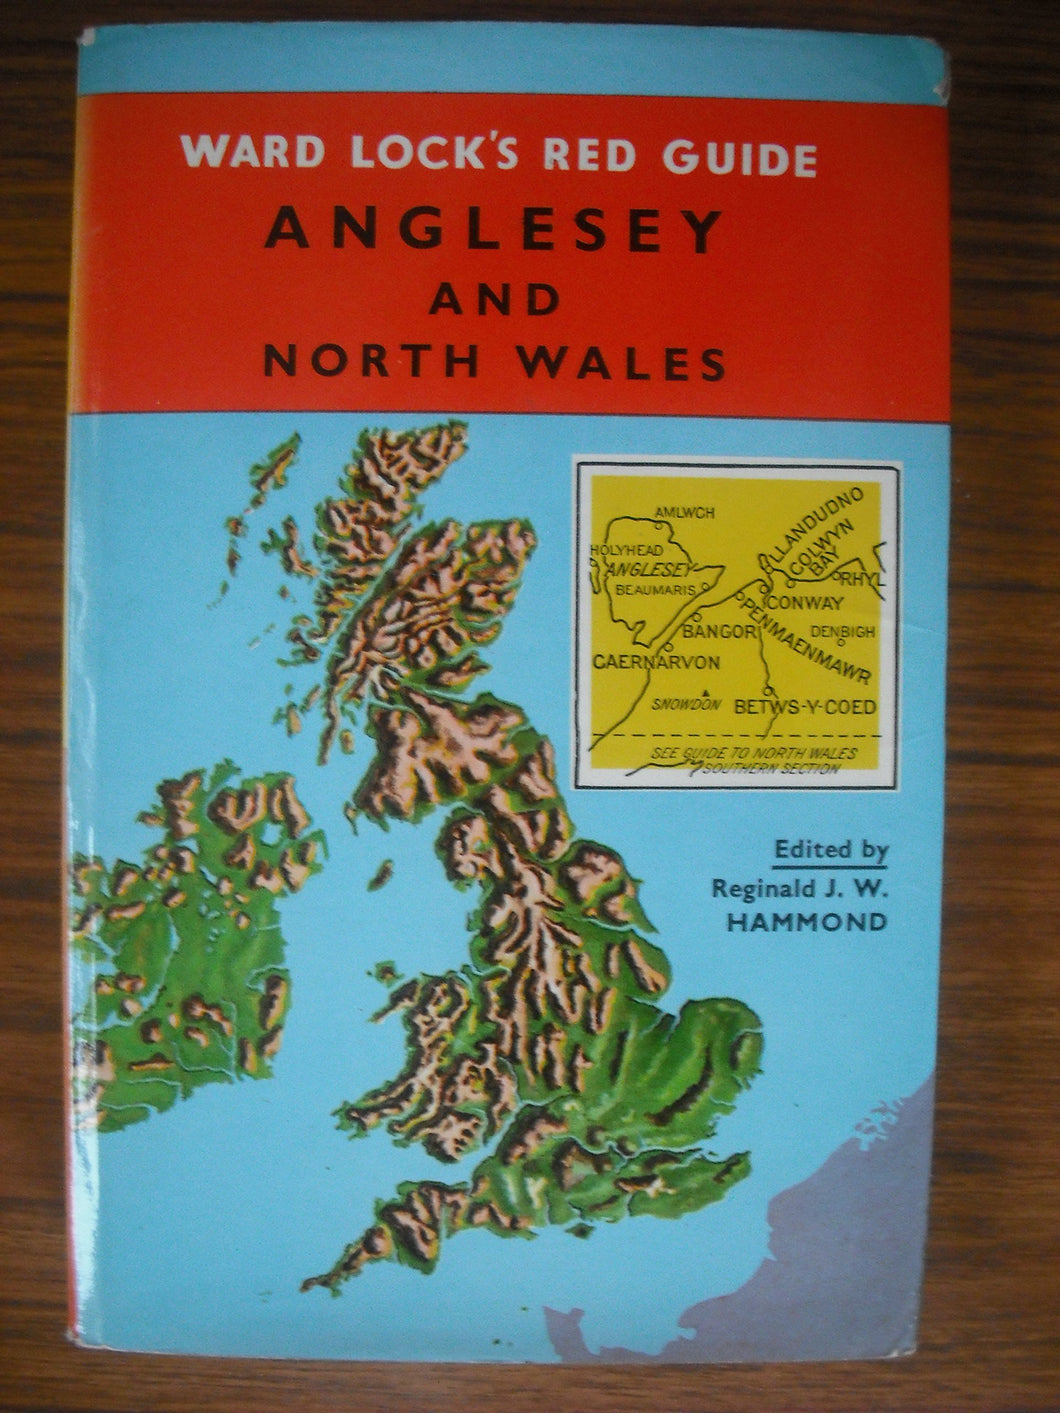 WARD LOCK'S RED GUIDE
ANGLESEY
AND
NORTH WALES
AMLWCH
LLANDUDNO
COLWYN
BAY
HOLYHEAD
ANGLESEY
RHYL
BEAUMARIS
CONWAY
PENMAENMAWR
BANGOR
DENBIGH
CAERNARVON
SNOWDON
BETWS-Y-COED
SEE GUIDE TO NORTH WALES
SOUTHERN SECTION
Edited by
Reginald J. W.
HAMMOND